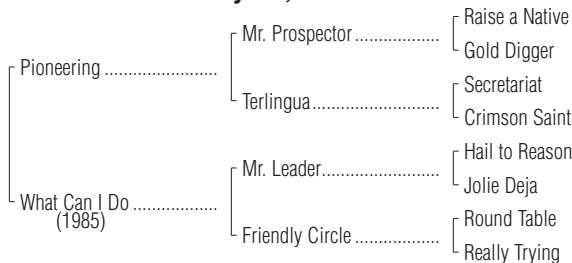 Raise a Native
Mr. Prospector ..................
Gold Digger
Pioneering ........................
Secretariat
Terlingua ...........................
Crimson Saint
Hail to Reason
Mr. Leader.........................
Jolie Deja
What Can I Do ..................
(1985)
Round Table
Friendly Circle ..................
Really Trying